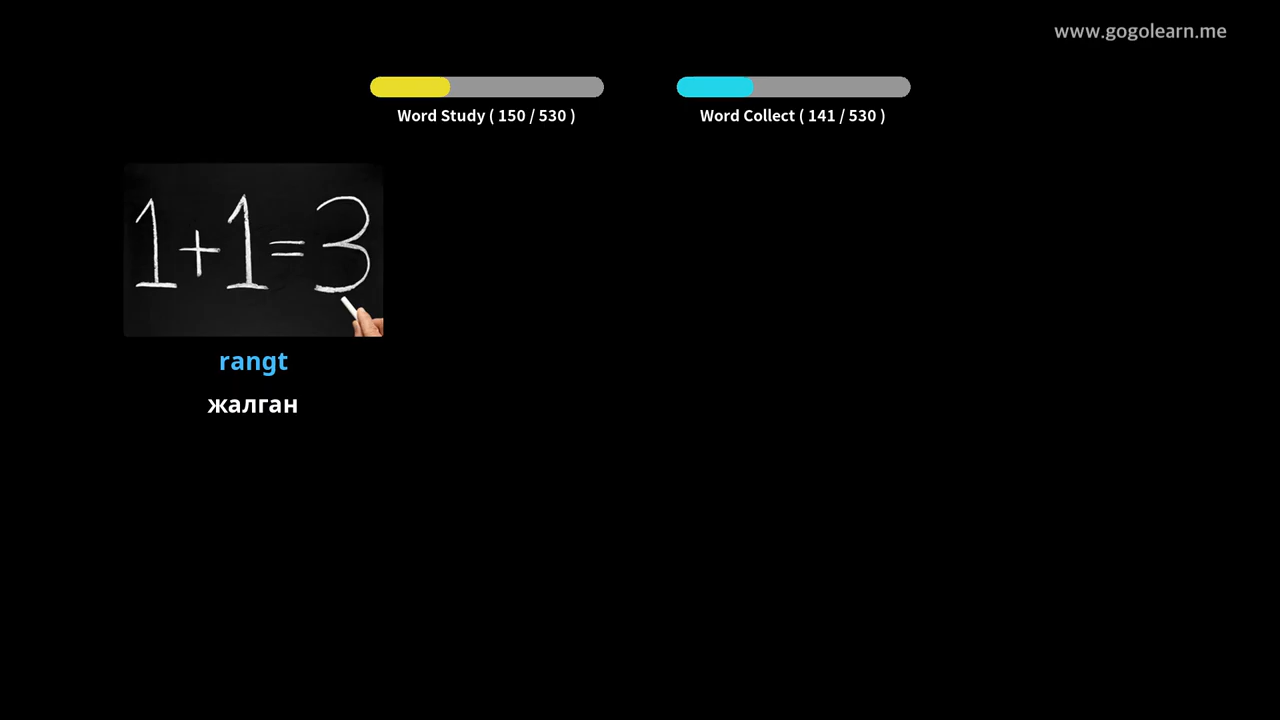 www.gogolearn.me
Word Study ( 150 / 530 )
Word Collect ( 141 / 530 )
1+1=3
rangt
жалган